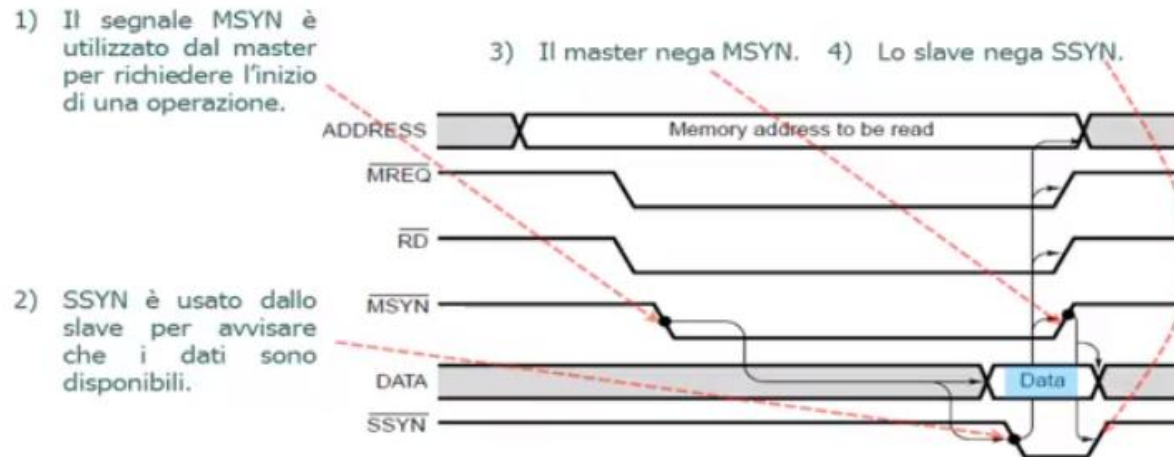 1) Il segnale MSYN è
utilizzato dal master
per richiedere l'inizio
di una operazione.
3) Il master nega MSYN.
4) Lo slave nega SSYN.
ADDRESS
Memory address to be read
MREQ
RD
MSYN
2) SSYN è usato dallo
slave per avvisare
che i dati sono
disponibili.
DATA
Data
SSYN